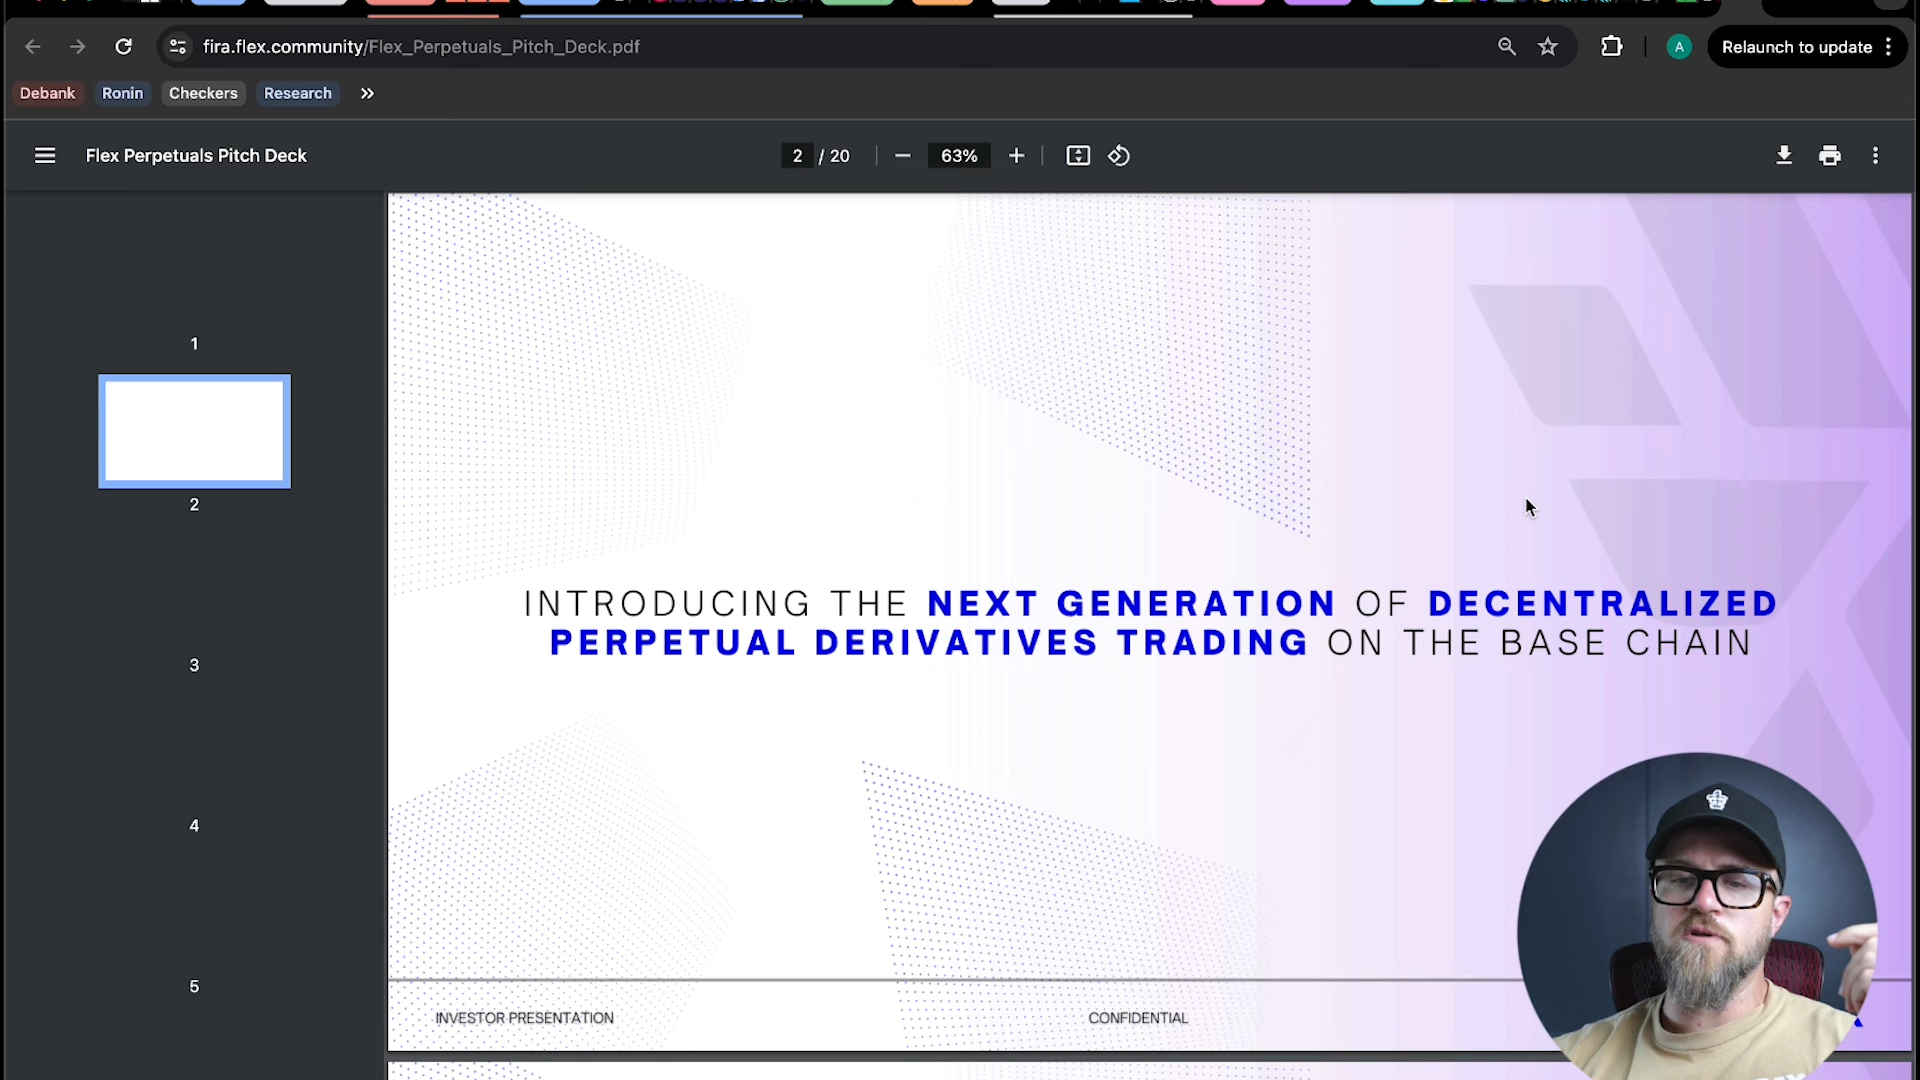 fira.flex.community/Flex_Perpetuals_Pitch_Deck.pdf
A
Relaunch to update
Debank
Ronin
Checkers
Research
Flex Perpetuals Pitch Deck
2 / 20
63%
1
2
3
4
5
INTRODUCING THE NEXT GENERATION OF DECENTRALIZED
PERPETUAL DERIVATIVES TRADING ON THE BASE CHAIN
INVESTOR PRESENTATION
CONFIDENTIAL